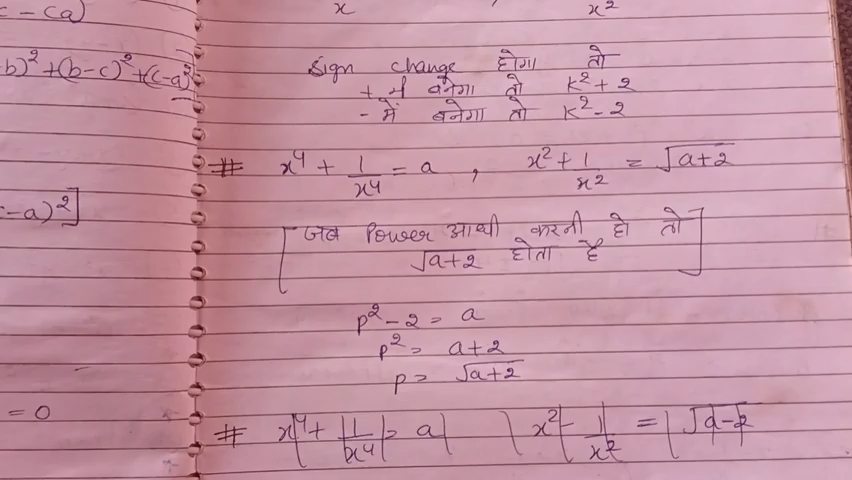 c - ca)
b)² + (b-c)² + (c-a)²
-a)²]
= 0
x
x²
Sign change होगा तो
+ में बनेगा तो K² + 2
- में बनेगा तो K² - 2
# x⁴ + 1/x⁴ = a , x² + 1/x² = √a+2
[जब Power आधी करनी हो तो
√a+2 होता है]
p² - 2 = a
p² = a + 2
p = √a+2
# x⁴ + 1/x⁴ = a x² - 1/x² = √a-2